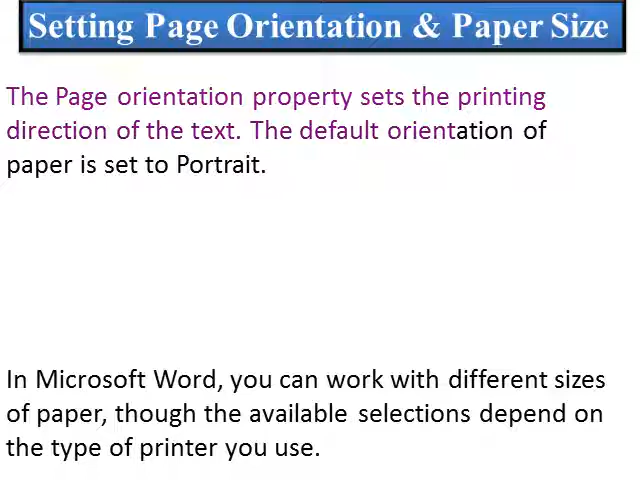 Setting Page Orientation & Paper Size
The Page orientation property sets the printing
direction of the text. The default orientation of
paper is set to Portrait.
In Microsoft Word, you can work with different sizes
of paper, though the available selections depend on
the type of printer you use.